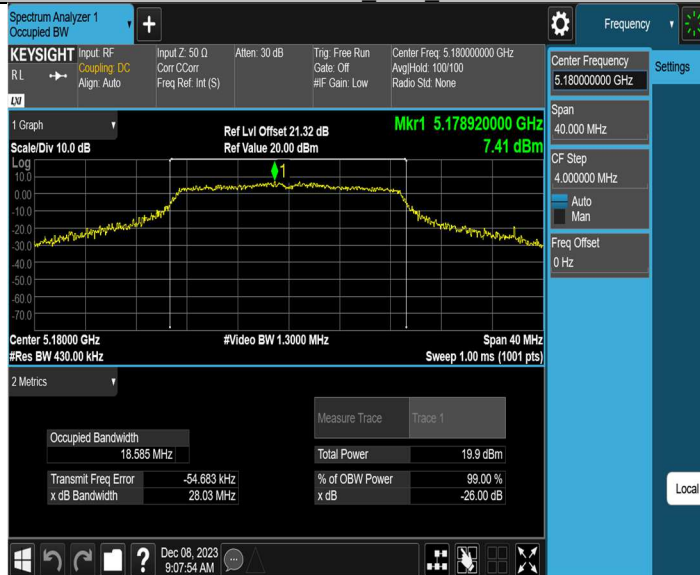 Spectrum Analyzer 1
Occupied BW
Frequency
KEYSIGHT
RL
LXI
Input: RF
Coupling: DC
Align: Auto
Input Z: 50 Ω
Corr CCorr
Freq Ref: Int (S)
Atten: 30 dB
Trig: Free Run
Gate: Off
#IF Gain: Low
Center Freq: 5.180000000 GHz
Avg|Hold: 100/100
Radio Std: None
Center Frequency
5.180000000 GHz
Settings
Span
40.000 MHz
CF Step
4.000000 MHz
Auto
Man
Freq Offset
0 Hz
Local
1 Graph
Scale/Div 10.0 dB
Ref Lvl Offset 21.32 dB
Ref Value 20.00 dBm
Mkr1 5.178920000 GHz
7.41 dBm
Log
10.0
0.00
-10.0
-20.0
-30.0
-40.0
-50.0
-60.0
-70.0
1
Center 5.18000 GHz
#Res BW 430.00 kHz
#Video BW 1.3000 MHz
Span 40 MHz
Sweep 1.00 ms (1001 pts)
2 Metrics
Measure Trace
Trace 1
Occupied Bandwidth
18.585 MHz
Total Power
19.9 dBm
Transmit Freq Error
-54.683 kHz
% of OBW Power
99.00 %
x dB Bandwidth
28.03 MHz
x dB
-26.00 dB
?
Dec 08, 2023
9:07:54 AM